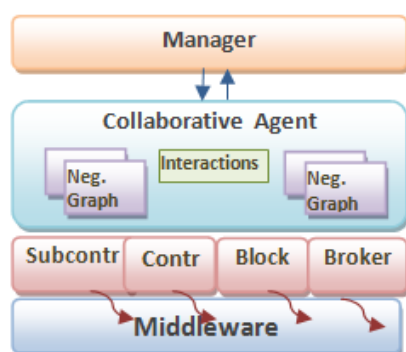 Manager
Collaborative Agent
Neg.
Graph
Interactions
Neg.
Graph
Subcontr Contr Block Broker
Middleware